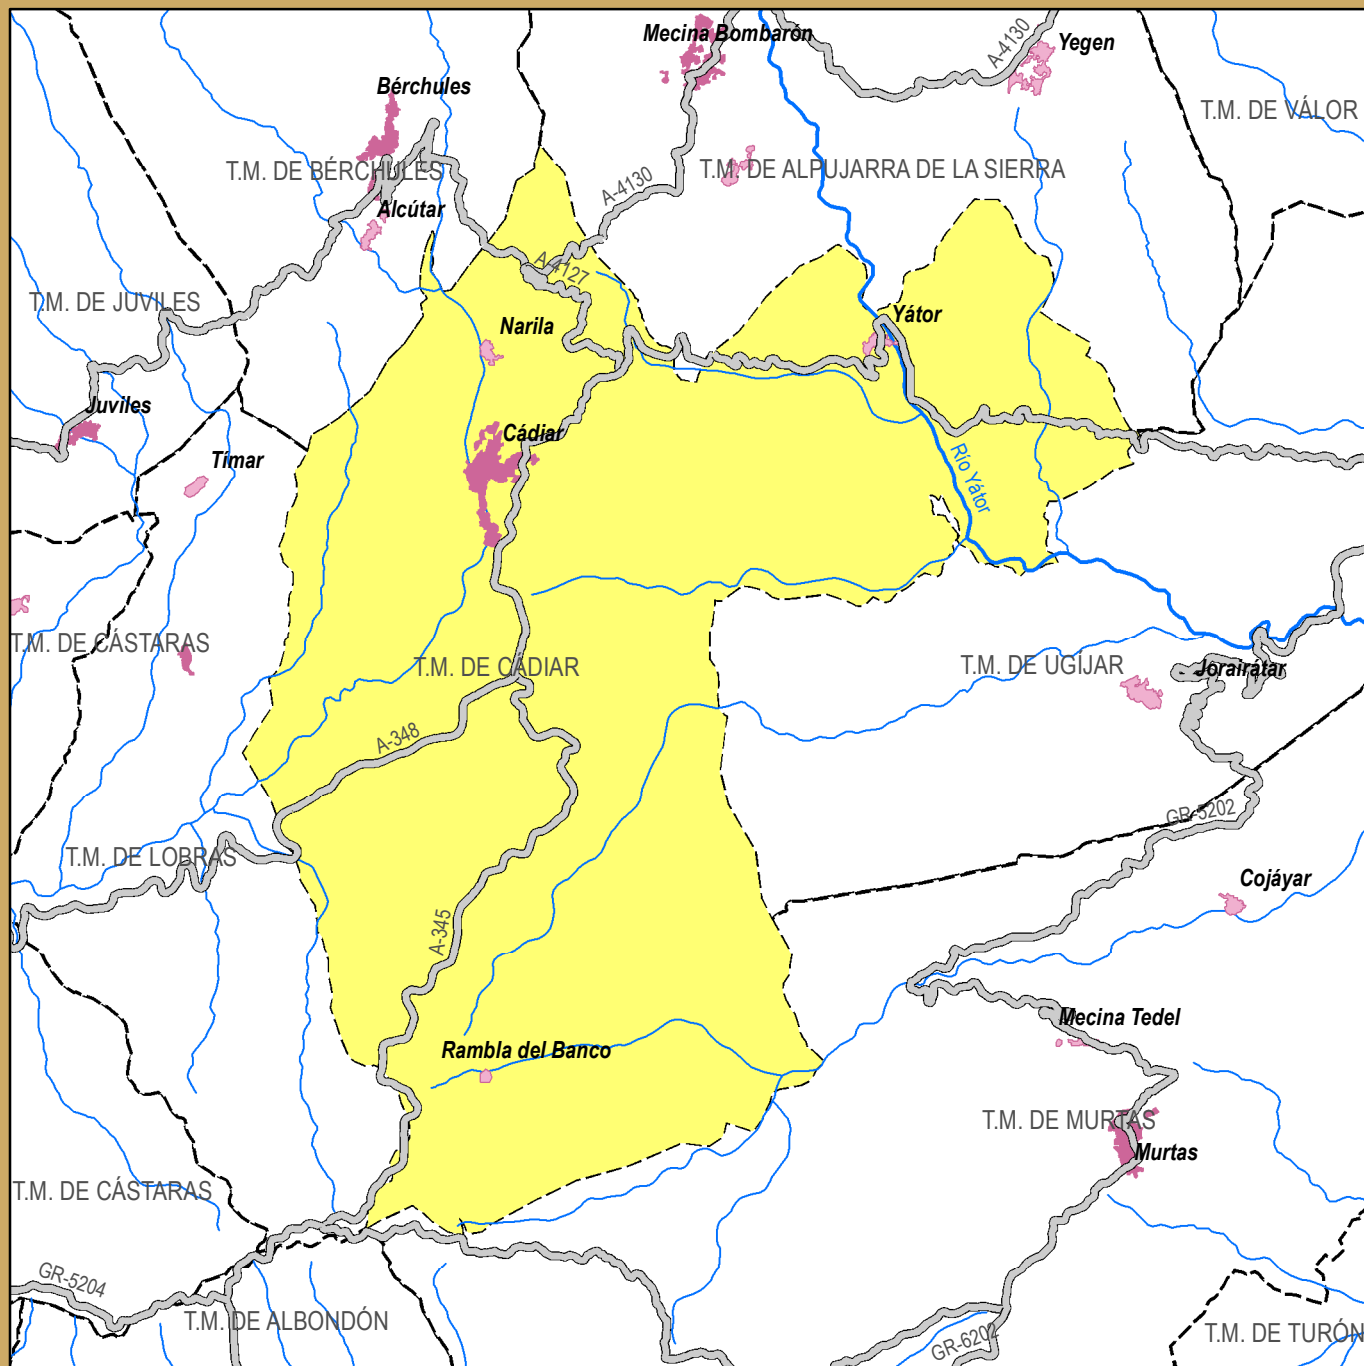 Mecina Bombarón
A-4130
Yegen
Bérchules
T.M. DE VÁLOR
T.M. DE BÉRCHULES
A-4130
T.M. DE ALPUJARRA DE LA SIERRA
Alcútar
A-4127
T.M. DE JUVILES
Narila
Yátor
Juviles
Cádiar
Tímar
Río Yátor
T.M. DE CÁSTARAS
T.M. DE CÁDIAR
T.M. DE UGÍJAR
Jorairátar
A-348
GR-5202
T.M. DE LOBRAS
Cojáyar
A-345
Mecina Tedel
Rambla del Banco
T.M. DE MURTAS
Murtas
T.M. DE CÁSTARAS
GR-5204
T.M. DE ALBONDÓN
GR-6202
T.M. DE TURÓN